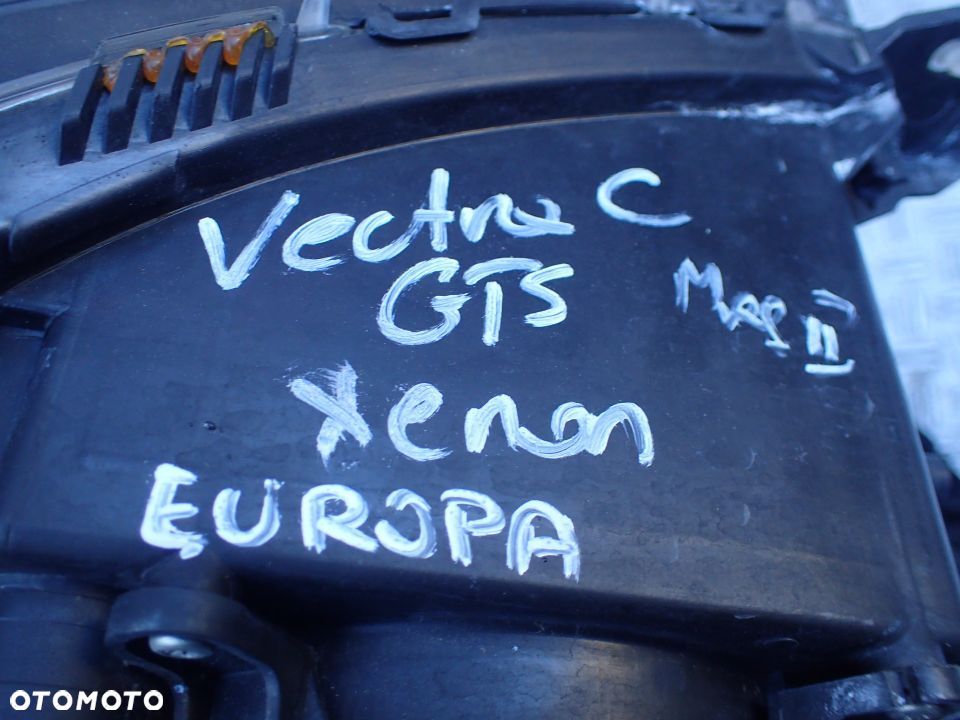 Vectra C
GTS
Xenon
EUROPA
OTOMOTO